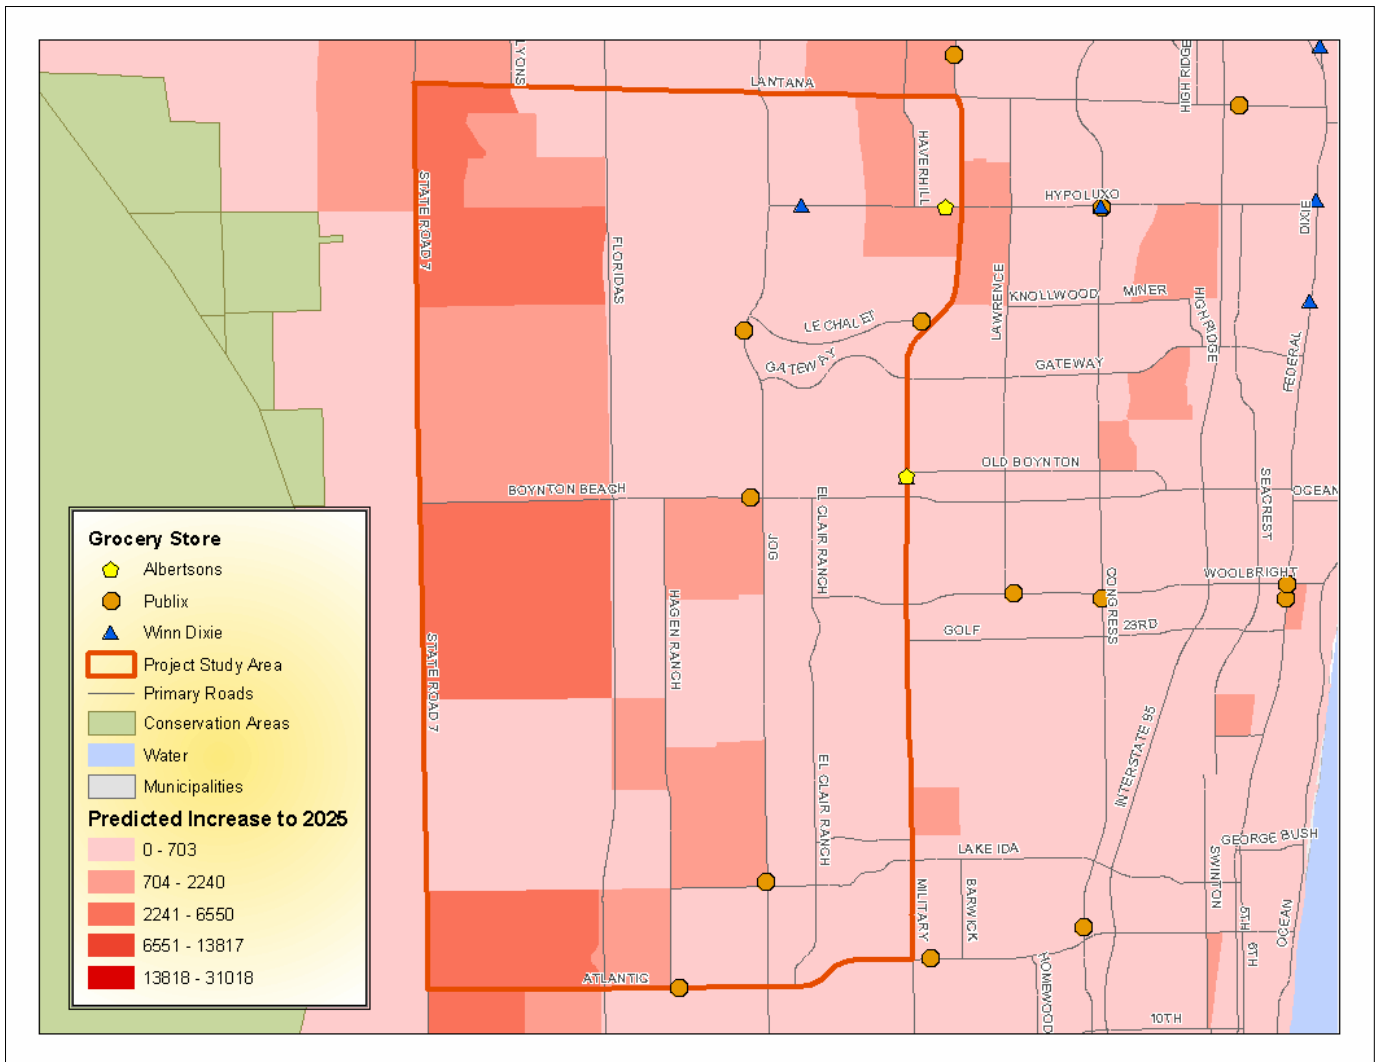 LYONS
LANTANA
HIGH RIDGE
HAVERHILL
STATE ROAD 7
HYPOLUXO
DIXIE
FLORIDAS
LAWRENCE
KNOLLWOOD
MINER
HIGH RIDGE
LE CHALET
GATEWAY
GATEWAY
FEDERAL
OLD BOYNTON
BOYNTON BEACH
EL CLAIR RANCH
SEACREST
OCEAN
JOG
WOOLBRIGHT
CONGRESS
HAGEN RANCH
GOLF
23RD
STATE ROAD 7
INTERSTATE 95
EL CLAIR RANCH
LAKE IDA
GEORGE BUSH
SWINTON
MILITARY
BARWICK
5TH
6TH
OCEAN
ATLANTIC
HOMEWOOD
10TH
Grocery Store
Albertsons
Publix
Winn Dixie
Project Study Area
Primary Roads
Conservation Areas
Water
Municipalities
Predicted Increase to 2025
0 - 703
704 - 2240
2241 - 6550
6551 - 13817
13818 - 31018